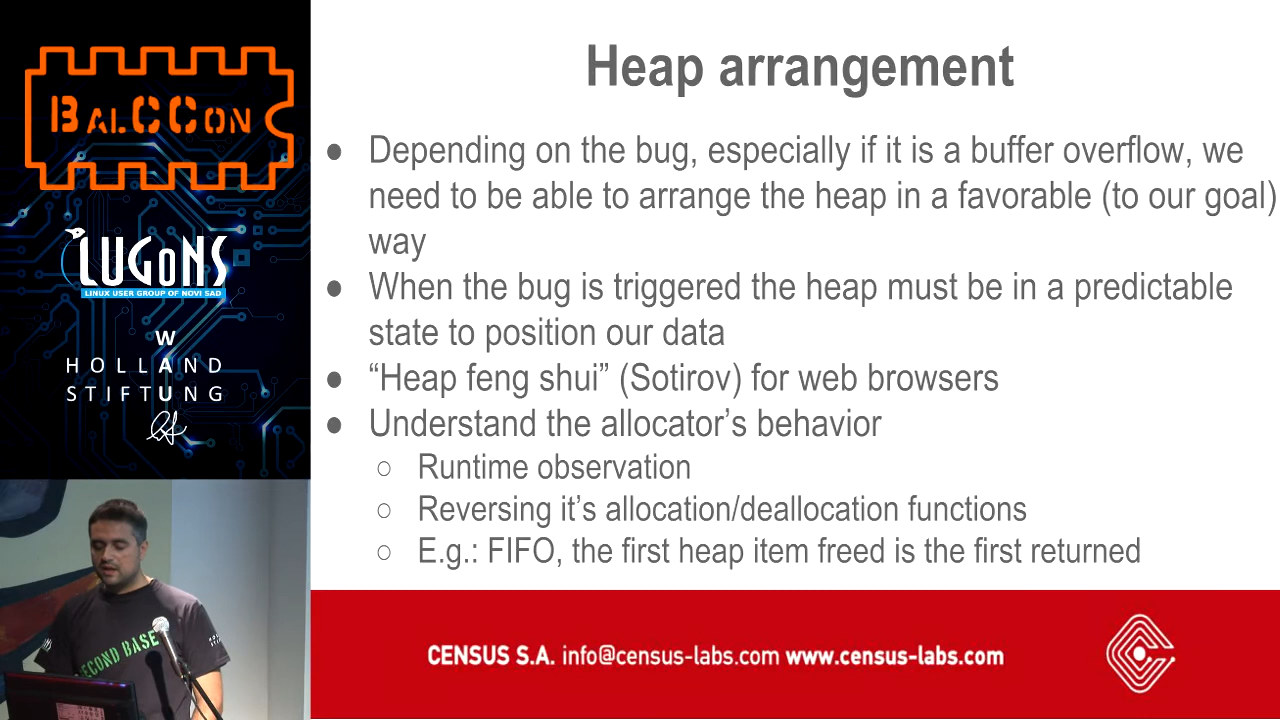 BALCCON
LUGoNS
LINUX USER GROUP OF NOVI SAD
W
HOLLAND
A
STIFTUNG
SECOND BASE
Heap arrangement
● Depending on the bug, especially if it is a buffer overflow, we
need to be able to arrange the heap in a favorable (to our goal)
way
● When the bug is triggered the heap must be in a predictable
state to position our data
● “Heap feng shui” (Sotirov) for web browsers
● Understand the allocator’s behavior
○ Runtime observation
○ Reversing it’s allocation/deallocation functions
○ E.g.: FIFO, the first heap item freed is the first returned
CENSUS S.A. info@census-labs.com www.census-labs.com